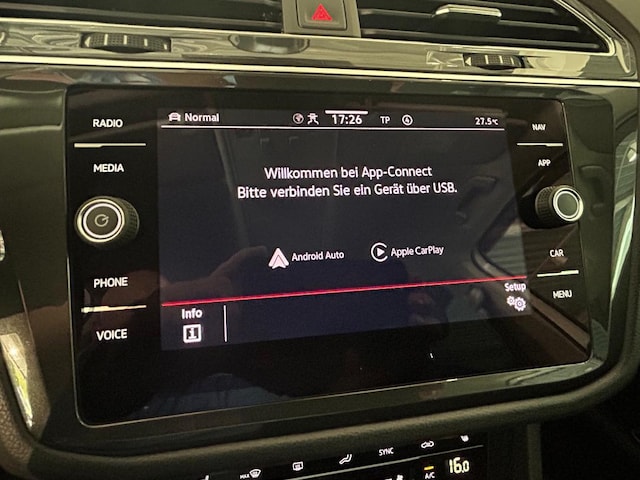 RADIO
MEDIA
PHONE
VOICE
Normal
17:26
TP
27.5°C
Willkommen bei App-Connect
Bitte verbinden Sie ein Gerät über USB.
Android Auto
Apple CarPlay
Info
Setup
NAV
APP
CAR
MENU
MAX
SYNC
A/C
16.0